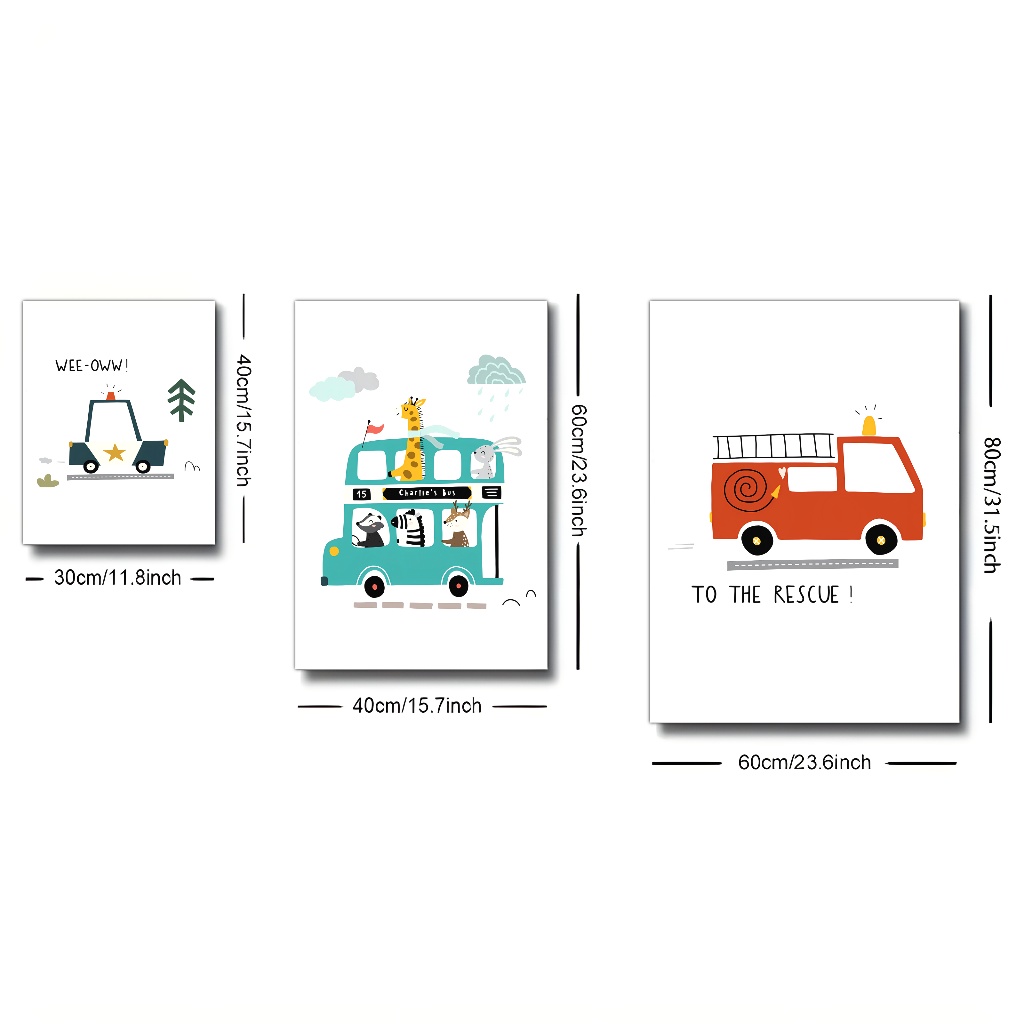 WEE-OWW!
40cm/15.7inch
30cm/11.8inch
15
Charlie's Bus
60cm/23.6inch
40cm/15.7inch
TO THE RESCUE !
80cm/31.5inch
60cm/23.6inch